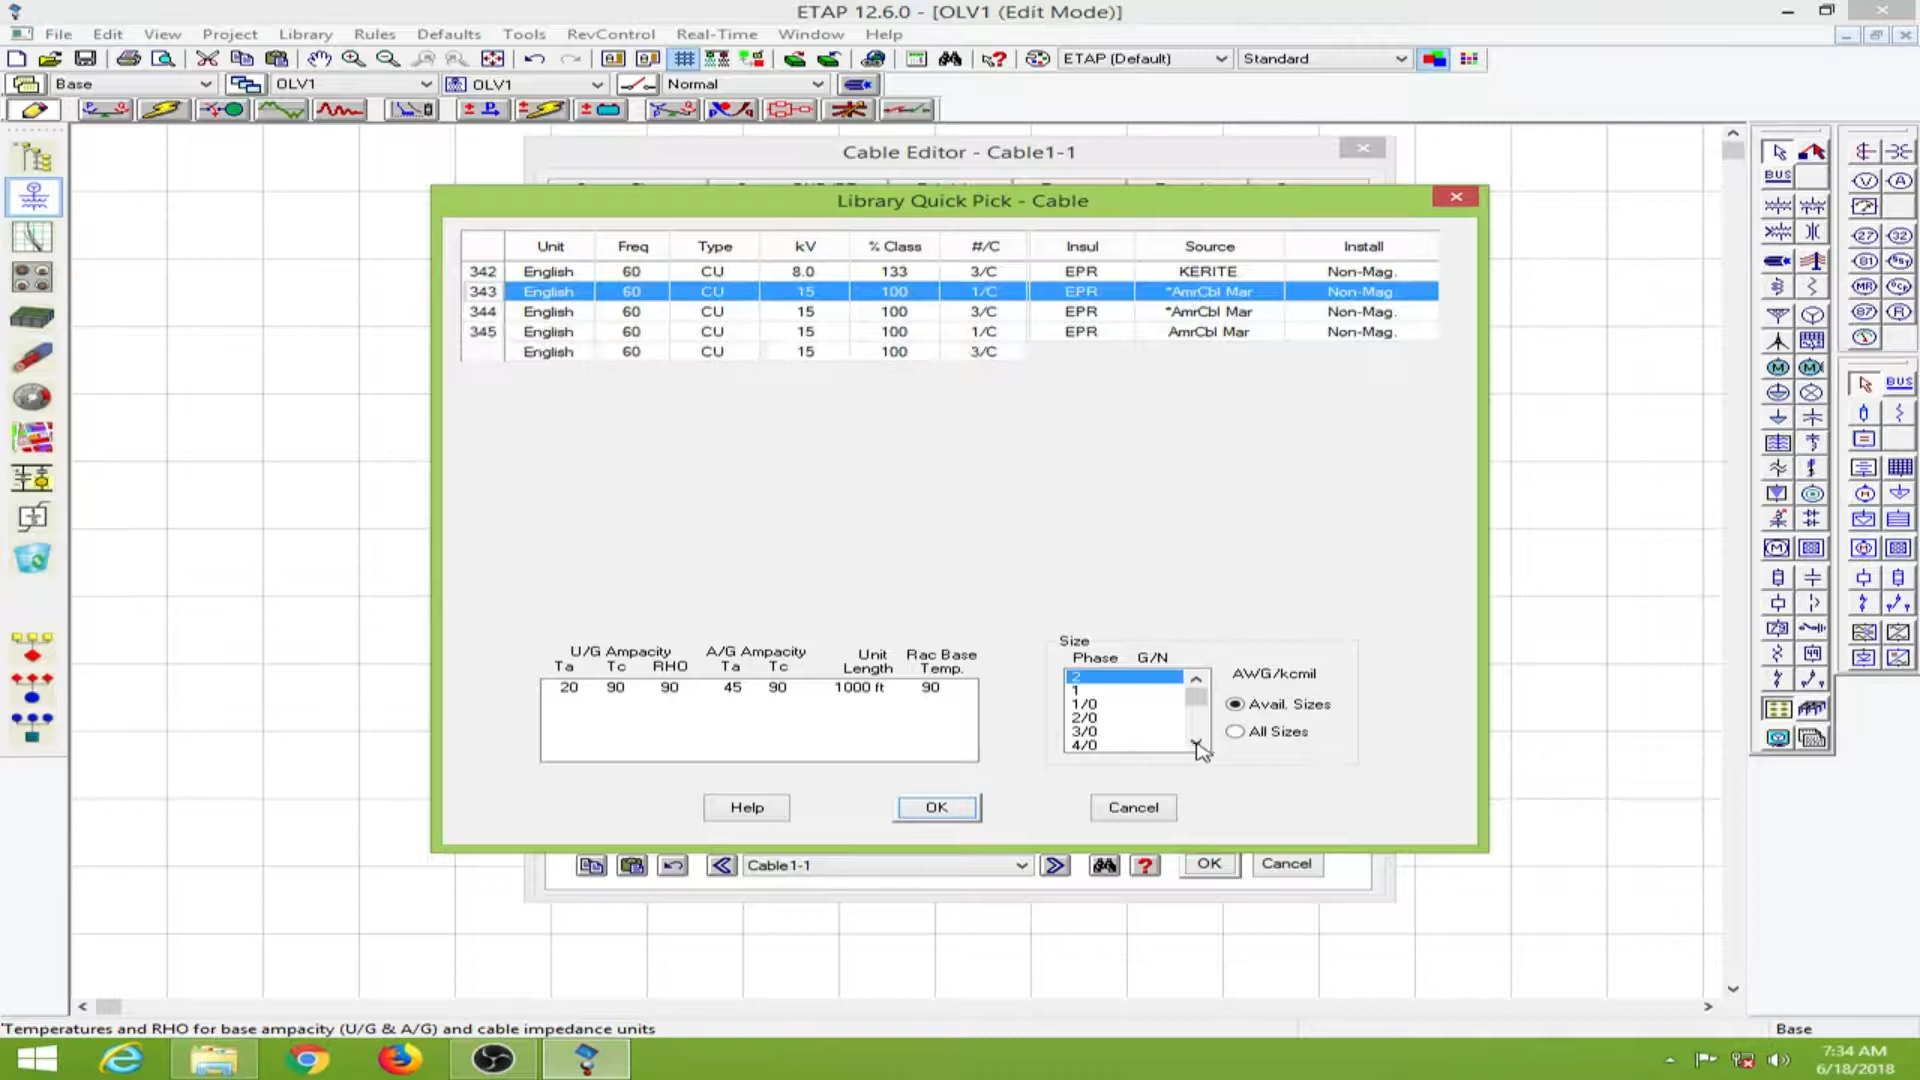 ETAP 12.6.0 - [OLV1 (Edit Mode)]
File Edit View Project Library Rules Defaults Tools RevControl Real-Time Window Help
ETAP (Default) Standard
Base OLV1 OLV1 Normal
Cable Editor - Cable1-1
Library Quick Pick - Cable
Unit Freq Type kV % Class #/C Insul Source Install
342 English 60 CU 8.0 133 3/C EPR KERITE Non-Mag.
343 English 60 CU 15 100 1/C EPR *AmrCbl Mar Non-Mag.
344 English 60 CU 15 100 3/C EPR *AmrCbl Mar Non-Mag.
345 English 60 CU 15 100 1/C EPR AmrCbl Mar Non-Mag.
English 60 CU 15 100 3/C
U/G Ampacity A/G Ampacity Unit Rac Base
Ta Tc RHO Ta Tc Length Temp.
20 90 90 45 90 1000 ft 90
Size
Phase G/N
AWG/kcmil
2
1
1/0
2/0
3/0
4/0
Avail. Sizes
All Sizes
Help OK Cancel
Cable1-1 OK Cancel
BUS
BUS
Temperatures and RHO for base ampacity (U/G & A/G) and cable impedance units Base
7:34 AM
6/18/2018